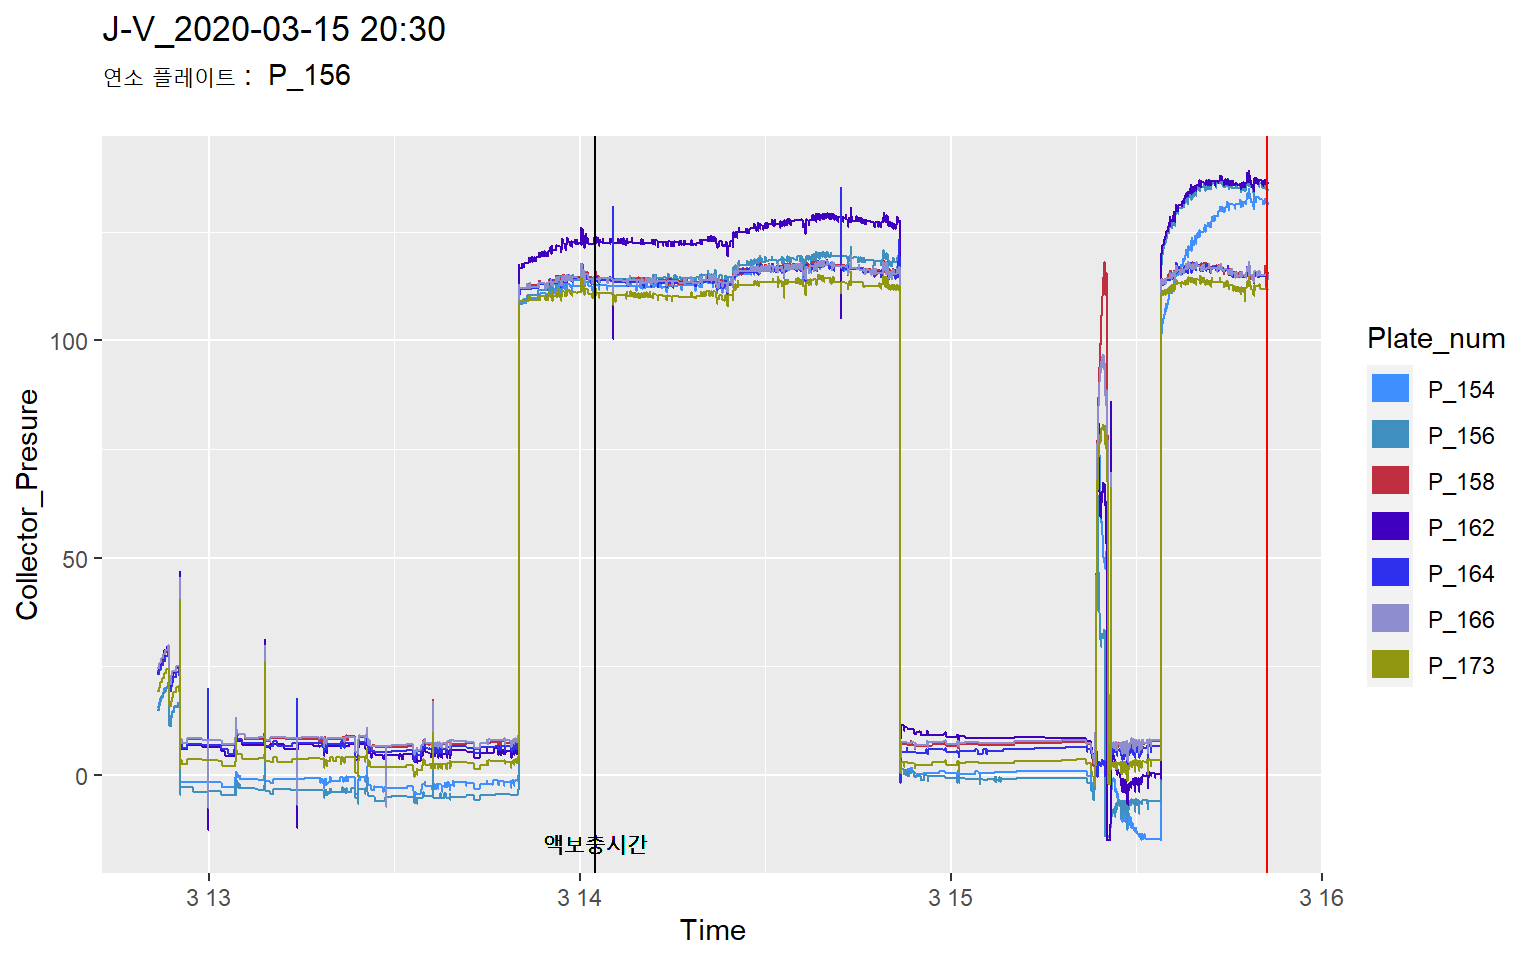 J-V_2020-03-15 20:30
연소 플레이트 : P_156
Collector_Presure
100
50
0
액보충시간
3 13
3 14
3 15
3 16
Time
Plate_num
P_154
P_156
P_158
P_162
P_164
P_166
P_173